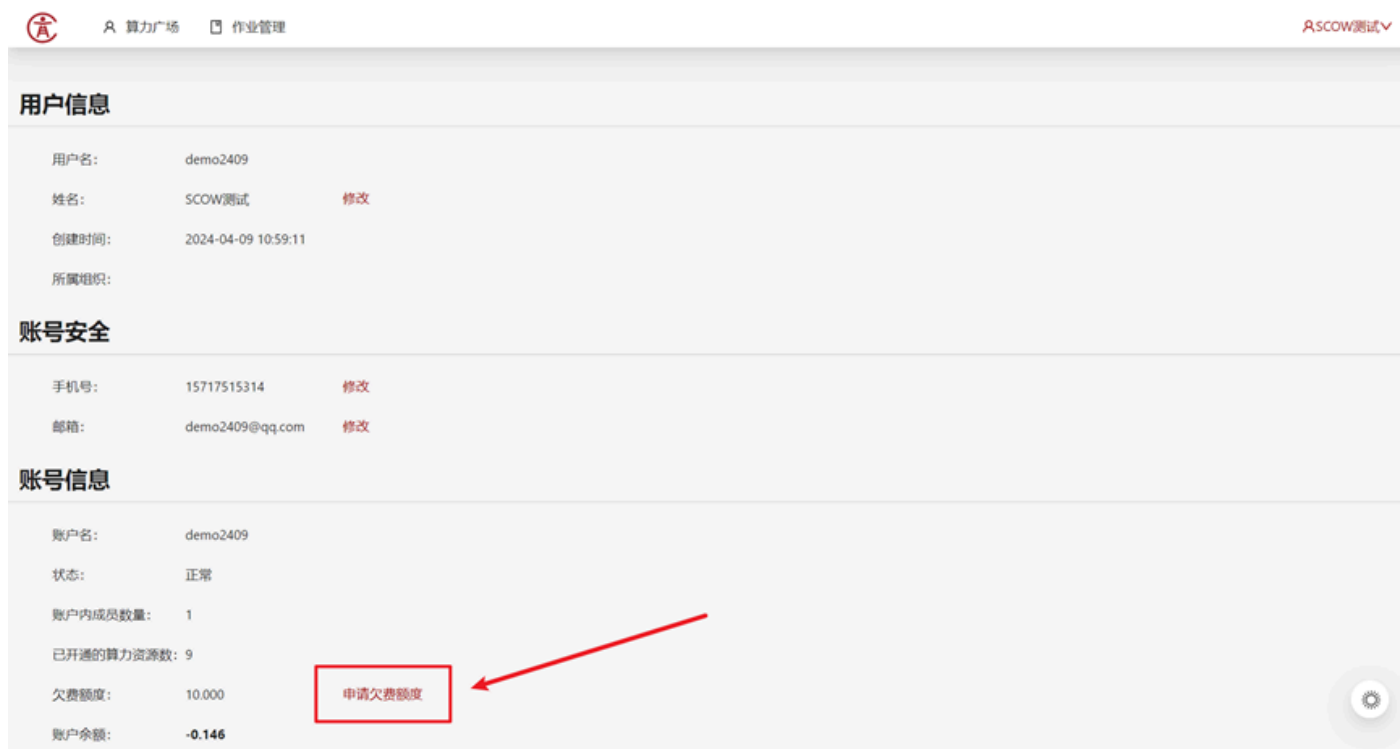 算力广场 作业管理 SCOW测试
用户信息
用户名: demo2409
姓名: SCOW测试 修改
创建时间: 2024-04-09 10:59:11
所属组织:
账号安全
手机号: 15717515314 修改
邮箱: demo2409@qq.com 修改
账号信息
账户名: demo2409
状态: 正常
账户内成员数量: 1
已开通的算力资源数: 9
欠费额度: 10.000 申请欠费额度
账户余额: -0.146